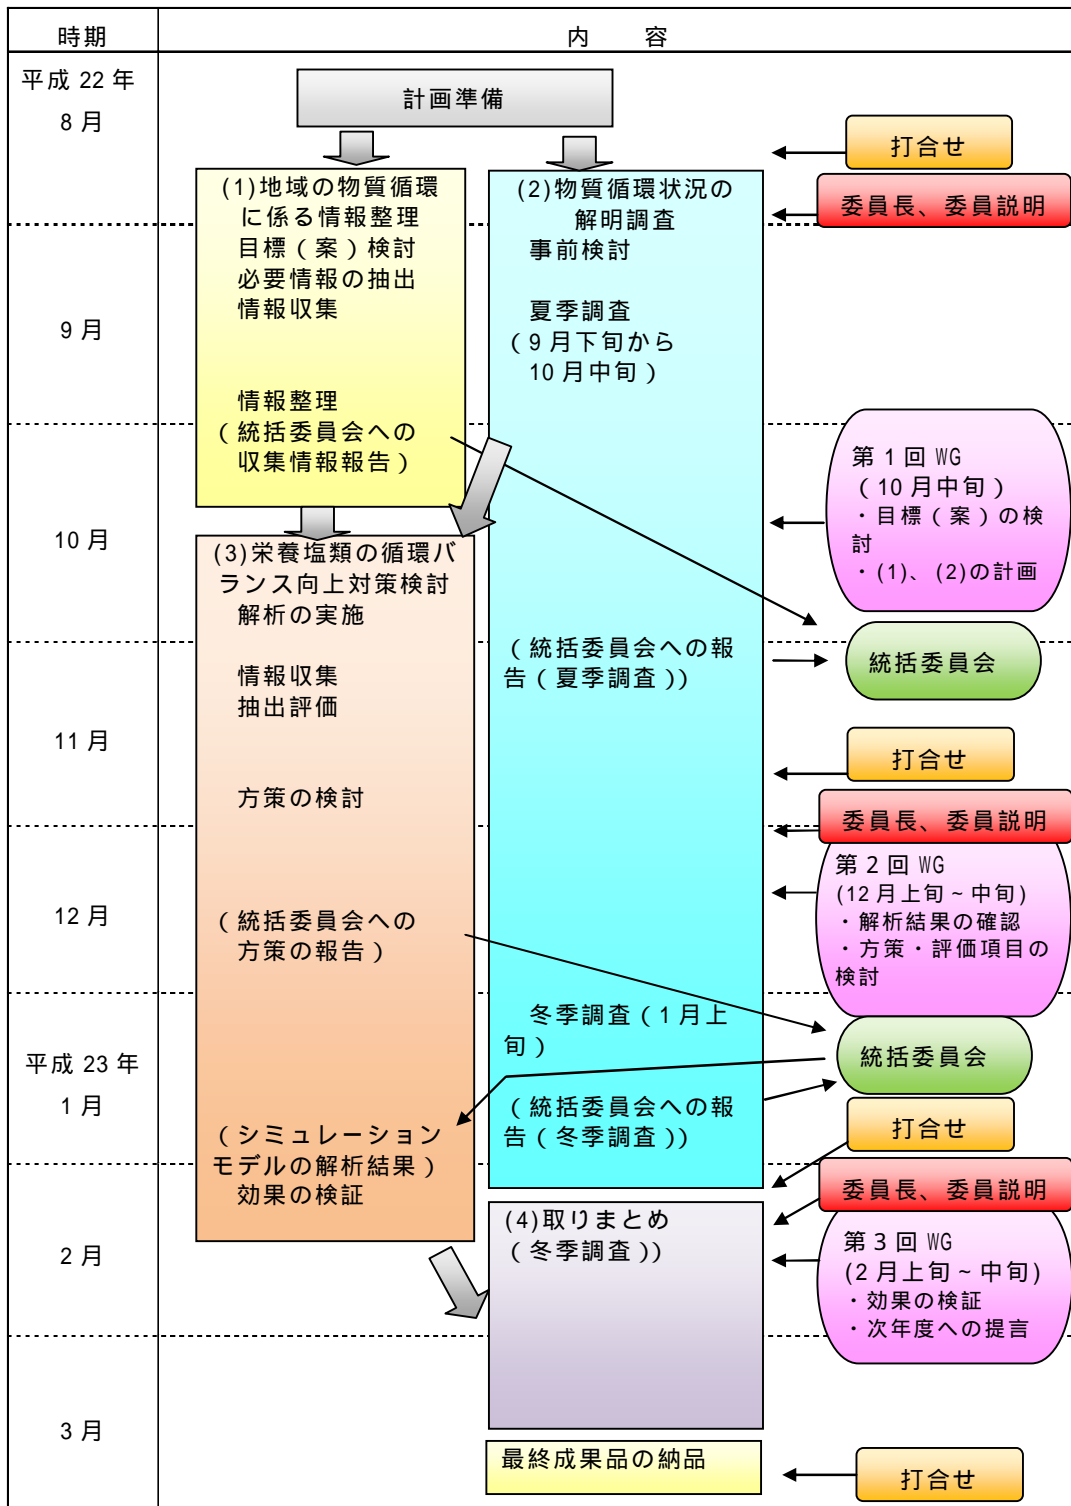 時期
内 容
平成 22 年
8 月
9 月
10 月
11 月
12 月
平成 23 年
1 月
2 月
3 月
計画準備
(1)地域の物質循環
に係る情報整理
目標（案）検討
必要情報の抽出
情報収集
情報整理
（統括委員会への
収集情報報告）
(2)物質循環状況の
解明調査
事前検討
夏季調査
（9 月下旬から
10 月中旬）
（統括委員会への報
告（夏季調査））
冬季調査（1 月上
旬）
（統括委員会への報
告（冬季調査））
(3)栄養塩類の循環バ
ランス向上対策検討
解析の実施
情報収集
抽出評価
方策の検討
（統括委員会への
方策の報告）
（シミュレーション
モデルの解析結果）
効果の検証
(4)取りまとめ
（冬季調査））
最終成果品の納品
打合せ
委員長、委員説明
第 1 回 WG
（10 月中旬）
・目標（案）の検
討
・(1)、(2)の計画
統括委員会
打合せ
委員長、委員説明
第 2 回 WG
(12 月上旬～中旬)
・解析結果の確認
・方策・評価項目の
検討
統括委員会
打合せ
委員長、委員説明
第 3 回 WG
(2 月上旬～中旬)
・効果の検証
・次年度への提言
打合せ